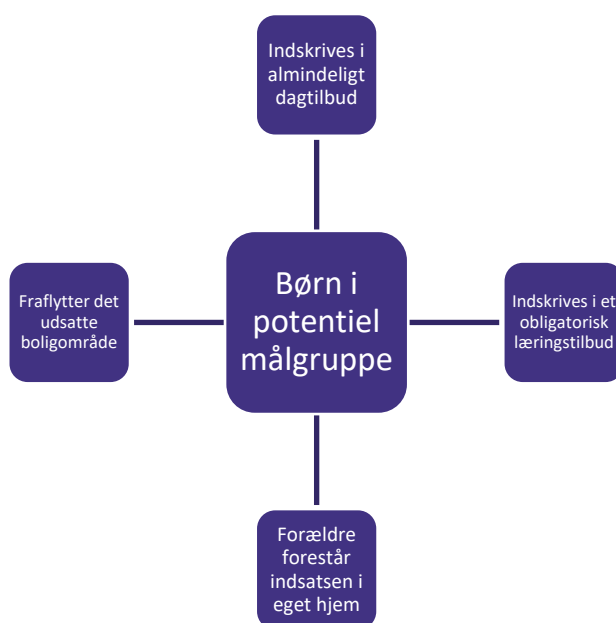 Indskrives i
almindeligt
dagtilbud
Fraflytter det
udsatte
boligområde
Børn i
potentiel
målgruppe
Indskrives i et
obligatorisk
læringstilbud
Forældre
forestår
indsatsen i
eget hjem